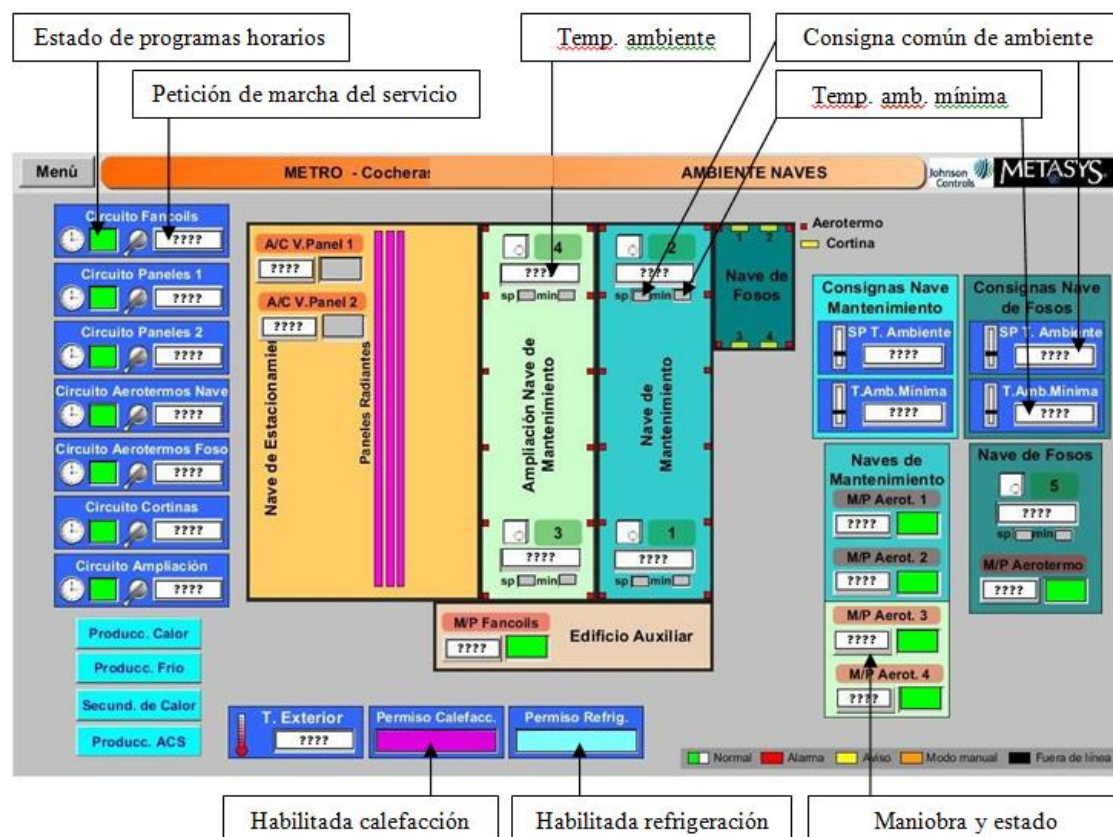 Estado de programas horarios
Temp. ambiente
Consigna común de ambiente
Petición de marcha del servicio
Temp. amb. mínima
Menú
METRO - Cocheras
AMBIENTE NAVES
Johnson
Controls
METASYS
Circuito Fancoils
????
Circuito Paneles 1
????
Circuito Paneles 2
????
Circuito Aerotermos Nave
????
Circuito Aerotermos Foso
????
Circuito Cortinas
????
Circuito Ampliación
????
Producc. Calor
Producc. Frío
Secund. de Calor
Producc. ACS
A/C V.Panel 1
????
A/C V.Panel 2
????
Nave de Estacionamien
Paneles Radiantes
4
????
sp min
Ampliación Nave de
Mantenimiento
3
????
sp min
2
????
sp min
Nave de
Mantenimiento
1
????
sp min
1 2
Nave de
Fosos
3 4
Aerotermo
Cortina
M/P Fancoils
????
Edificio Auxiliar
T. Exterior
????
Permiso Calefacc.
Permiso Refrig.
Consignas Nave
Mantenimiento
SP T. Ambiente
????
T.Amb.Mínima
????
Consignas Nave
de Fosos
SP T. Ambiente
????
T.Amb.Mínima
????
Naves de
Mantenimiento
M/P Aerot. 1
????
M/P Aerot. 2
????
M/P Aerot. 3
????
M/P Aerot. 4
????
Nave de Fosos
5
????
sp min
M/P Aerotermo
????
Normal
Alarma
Aviso
Modo manual
Fuera de línea
Habilitada calefacción
Habilitada refrigeración
Maniobra y estado